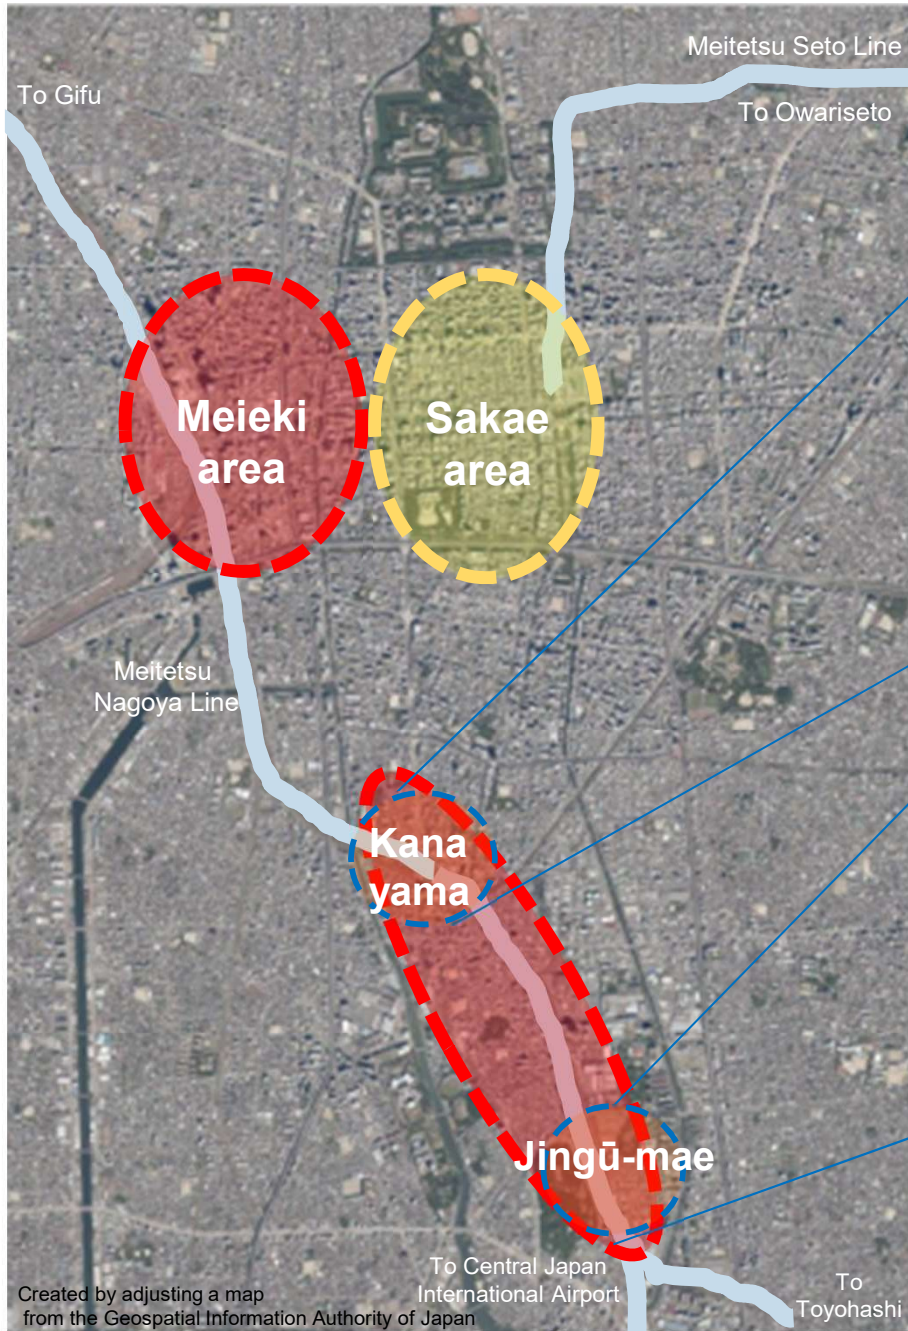 Meitetsu Seto Line
To Gifu
To Owariseto
Meieki
area
Sakae
area
Meitetsu
Nagoya Line
Kana
yama
Jingū-mae
To Central Japan
International Airport
To
Toyohashi
Created by adjusting a map
from the Geospatial Information Authority of Japan